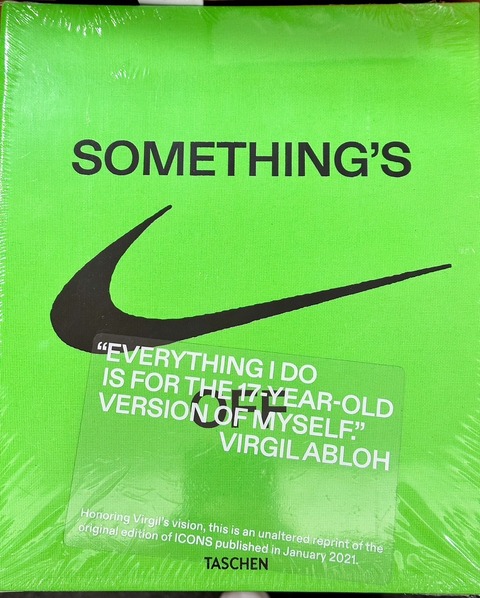 SOMETHING'S
OFF
“EVERYTHING I DO
IS FOR THE 17-YEAR-OLD
VERSION OF MYSELF.”
VIRGIL ABLOH
Honoring Virgil's vision, this is an unaltered reprint of the
original edition of ICONS published in January 2021.
TASCHEN